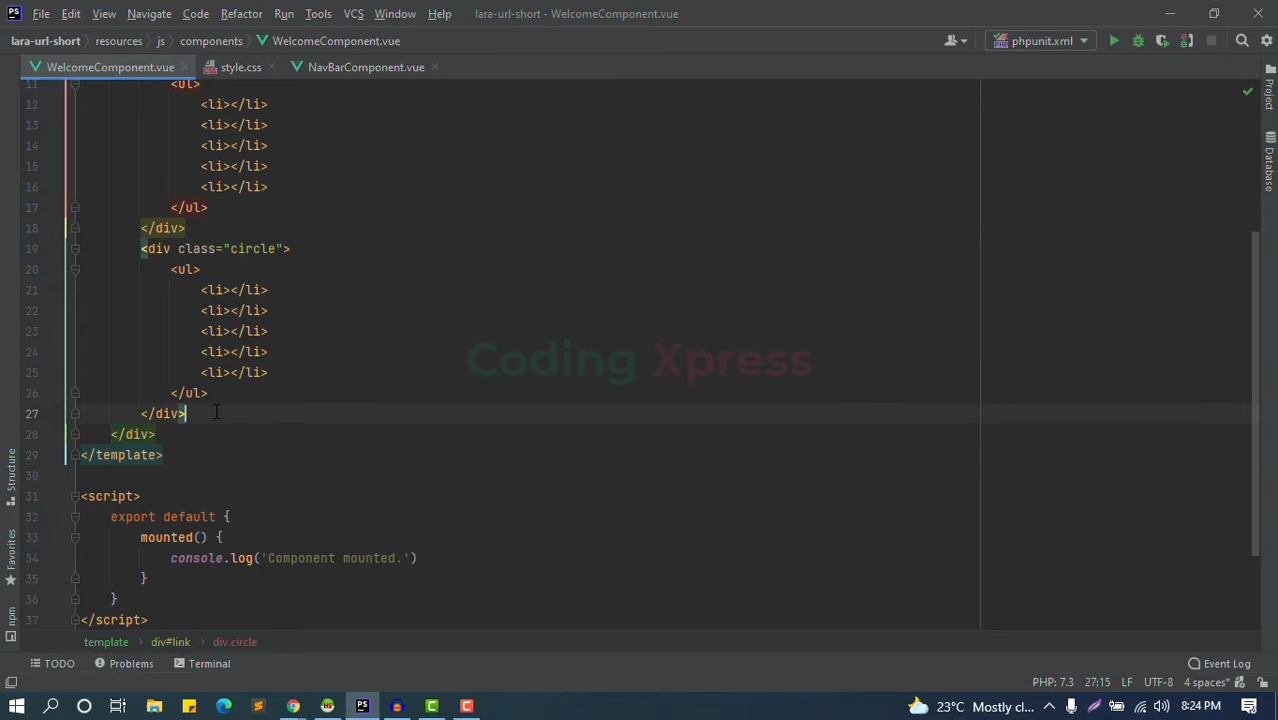 PS File Edit View Navigate Code Refactor Run Tools VCS Window Help lara-url-short - WelcomeComponent.vue
lara-url-short resources js components WelcomeComponent.vue phpunit.xml
WelcomeComponent.vue style.css NavBarComponent.vue
11 <ul>
12 <li></li>
13 <li></li>
14 <li></li>
15 <li></li>
16 <li></li>
17 </ul>
18 </div>
19 <div class="circle">
20 <ul>
21 <li></li>
22 <li></li>
23 <li></li>
24 <li></li>
25 <li></li>
26 </ul>
27 </div>
28 </div>
29 </template>
30
31 <script>
32 export default {
33 mounted() {
34 console.log('Component mounted.')
35 }
36 }
37 </script>
Coding Xpress
Project
Database
Structure
Favorites
npm
template div#link div.circle
TODO Problems Terminal Event Log
PHP: 7.3 27:15 LF UTF-8 4 spaces*
PS 23°C Mostly cl... 8:24 PM